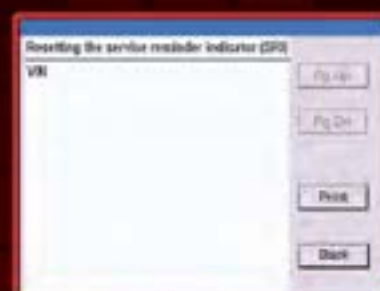 Resetting the service reminder indicator (SRI)
VIN
Pg Up
Pg Dn
Print
Back